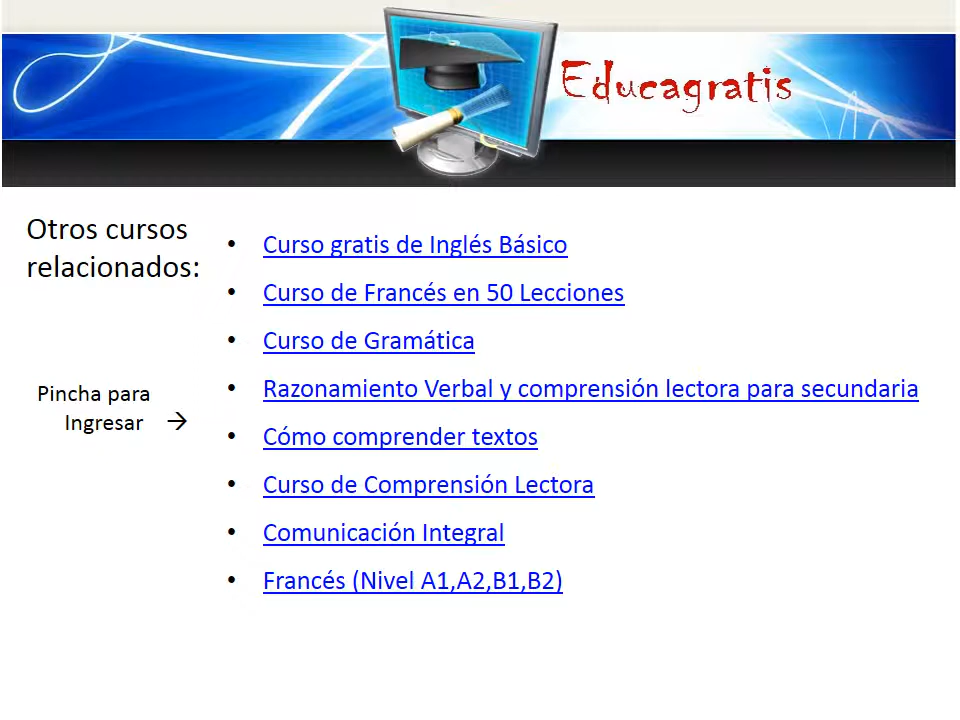 Educagratis
Otros cursos
relacionados:
Pincha para
Ingresar →
• Curso gratis de Inglés Básico
• Curso de Francés en 50 Lecciones
• Curso de Gramática
• Razonamiento Verbal y comprensión lectora para secundaria
• Cómo comprender textos
• Curso de Comprensión Lectora
• Comunicación Integral
• Francés (Nivel A1,A2,B1,B2)